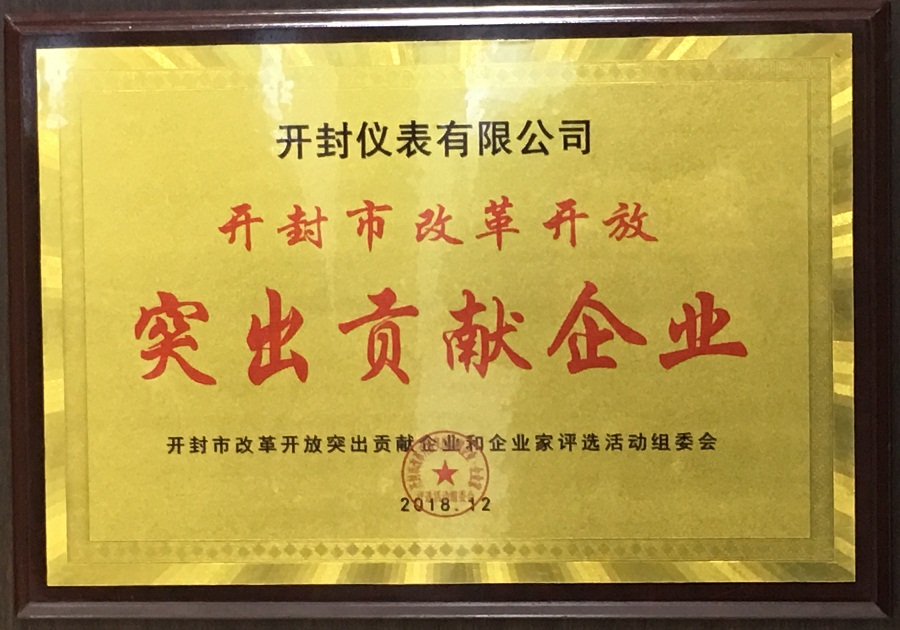 开封仪表有限公司
开封市改革开放
突出贡献企业
开封市改革开放突出贡献企业和企业家评选活动组委会
2018.12